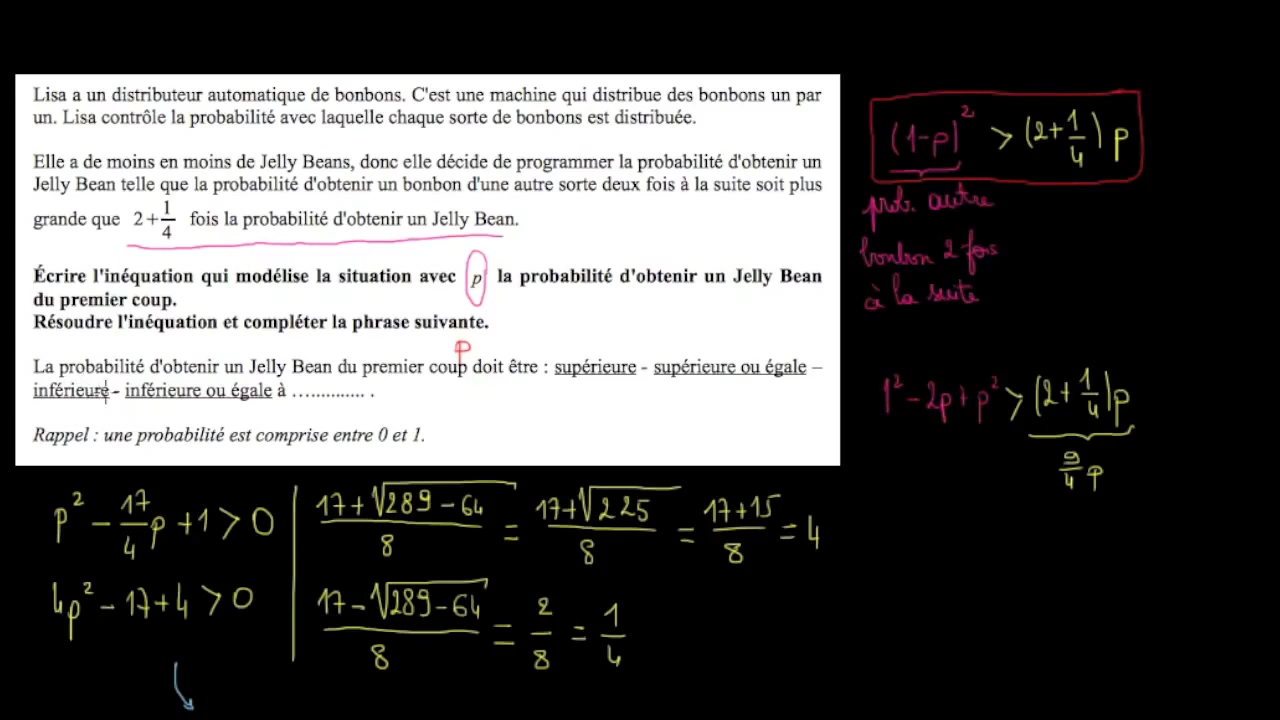 Lisa a un distributeur automatique de bonbons. C'est une machine qui distribue des bonbons un par
un. Lisa contrôle la probabilité avec laquelle chaque sorte de bonbons est distribuée.
Elle a de moins en moins de Jelly Beans, donc elle décide de programmer la probabilité d'obtenir un
Jelly Bean telle que la probabilité d'obtenir un bonbon d'une autre sorte deux fois à la suite soit plus
grande que 2+1/4 fois la probabilité d'obtenir un Jelly Bean.
Écrire l'inéquation qui modélise la situation avec p la probabilité d'obtenir un Jelly Bean
du premier coup.
Résoudre l'inéquation et compléter la phrase suivante.
p
La probabilité d'obtenir un Jelly Bean du premier coup doit être : supérieure - supérieure ou égale –
inférieure - inférieure ou égale à ................ .
Rappel : une probabilité est comprise entre 0 et 1.
(1-p)² > (2+1/4) p
prob. autre
bonbon 2 fois
à la suite
1² - 2p + p² > (2+1/4)p
9/4 p
p² - 17/4 p + 1 > 0
4p² - 17 + 4 > 0
(17+√(289-64))/8 = (17+√225)/8 = (17+15)/8 = 4
(17-√(289-64))/8 = 2/8 = 1/4